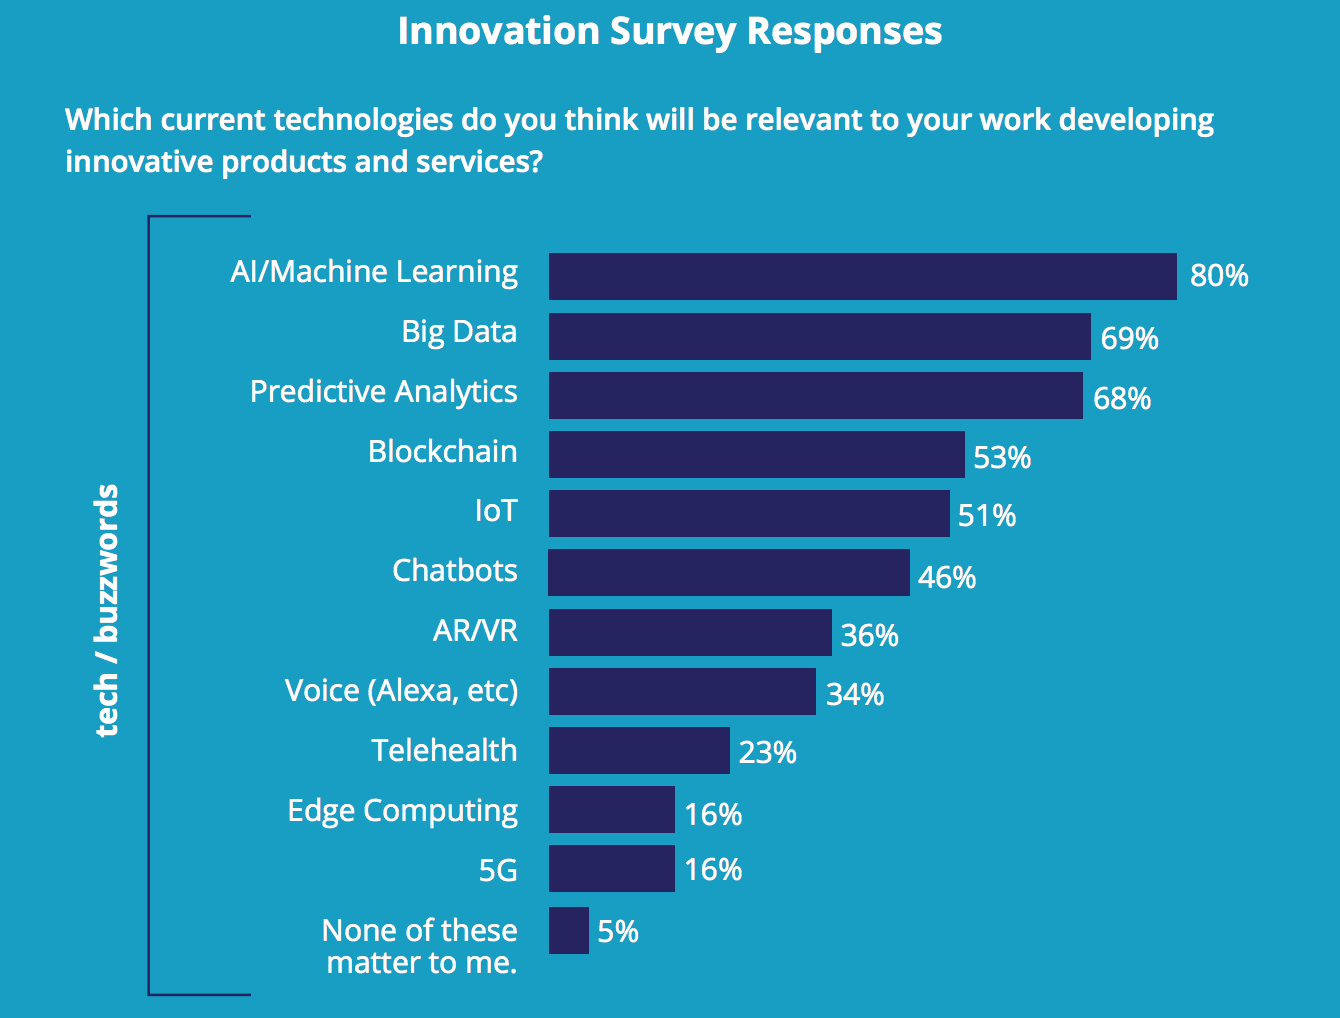 Innovation Survey Responses
Which current technologies do you think will be relevant to your work developing
innovative products and services?
tech / buzzwords
AI/Machine Learning 80%
Big Data 69%
Predictive Analytics 68%
Blockchain 53%
IoT 51%
Chatbots 46%
AR/VR 36%
Voice (Alexa, etc) 34%
Telehealth 23%
Edge Computing 16%
5G 16%
None of these 5%
matter to me.